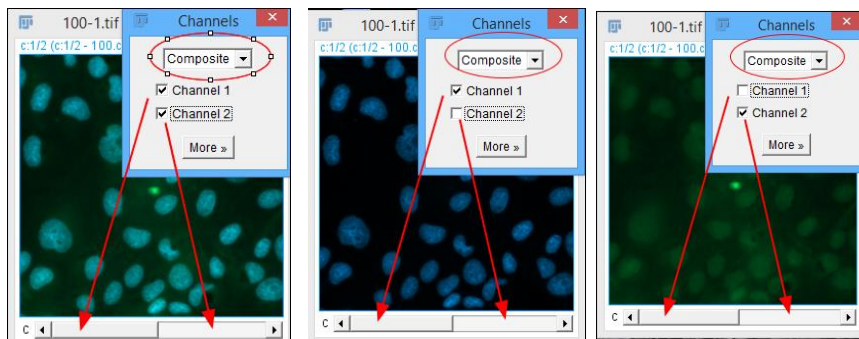 100-1.tif
Channels
c:1/2 (c:1/2 - 100.c
Composite
Channel 1
Channel 2
More »
c
100-1.tif
Channels
c:1/2 (c:1/2 - 100.c
Composite
Channel 1
Channel 2
More »
c
100-1.tif
Channels
c:1/2 (c:1/2 - 100.c
Composite
Channel 1
Channel 2
More »
c